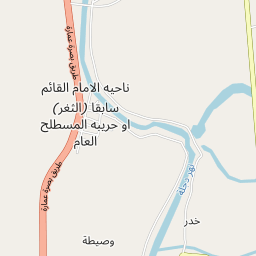 طريق بصرة عمارة
ناحيه الامام القائم
سابقا (الثغر)
او حريبه المسطلح
العام
طريق بصرة عمارة
نهر دجلة
خدر
وصيطة